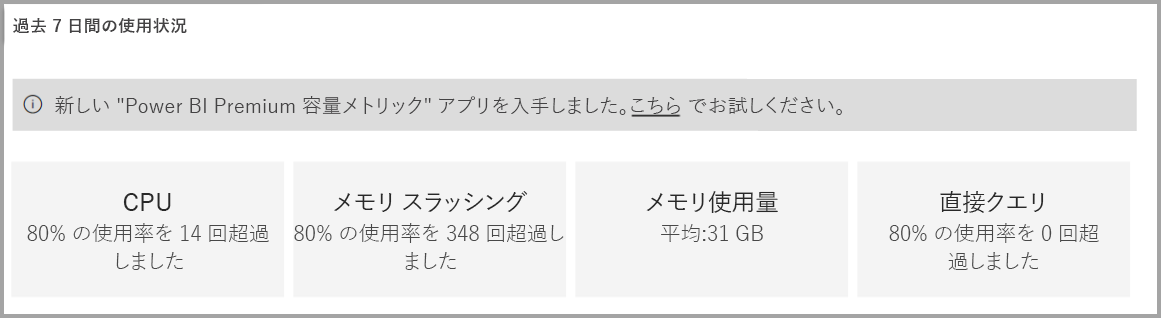 過去 7 日間の使用状況
新しい "Power BI Premium 容量メトリック" アプリを入手しました。こちら でお試しください。
CPU
80% の使用率を 14 回超過
しました
メモリ スラッシング
80% の使用率を 348 回超過し
ました
メモリ使用量
平均:31 GB
直接クエリ
80% の使用率を 0 回超
過しました